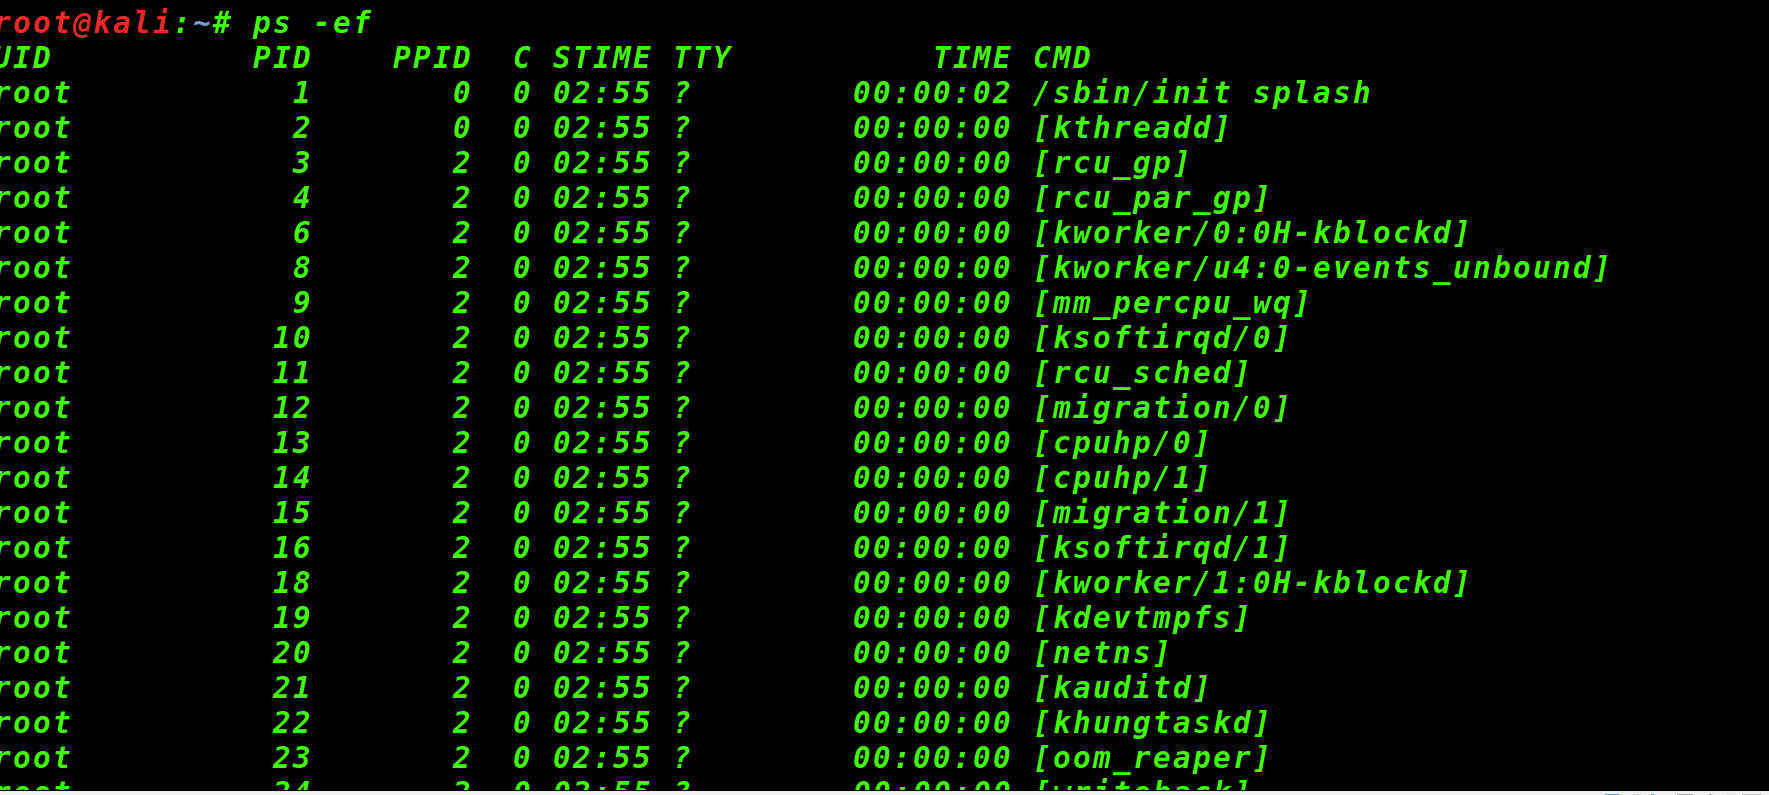 root@kali:~# ps -ef
UID          PID    PPID  C STIME TTY          TIME CMD
root           1       0  0 02:55 ?        00:00:02 /sbin/init splash
root           2       0  0 02:55 ?        00:00:00 [kthreadd]
root           3       2  0 02:55 ?        00:00:00 [rcu_gp]
root           4       2  0 02:55 ?        00:00:00 [rcu_par_gp]
root           6       2  0 02:55 ?        00:00:00 [kworker/0:0H-kblockd]
root           8       2  0 02:55 ?        00:00:00 [kworker/u4:0-events_unbound]
root           9       2  0 02:55 ?        00:00:00 [mm_percpu_wq]
root          10       2  0 02:55 ?        00:00:00 [ksoftirqd/0]
root          11       2  0 02:55 ?        00:00:00 [rcu_sched]
root          12       2  0 02:55 ?        00:00:00 [migration/0]
root          13       2  0 02:55 ?        00:00:00 [cpuhp/0]
root          14       2  0 02:55 ?        00:00:00 [cpuhp/1]
root          15       2  0 02:55 ?        00:00:00 [migration/1]
root          16       2  0 02:55 ?        00:00:00 [ksoftirqd/1]
root          18       2  0 02:55 ?        00:00:00 [kworker/1:0H-kblockd]
root          19       2  0 02:55 ?        00:00:00 [kdevtmpfs]
root          20       2  0 02:55 ?        00:00:00 [netns]
root          21       2  0 02:55 ?        00:00:00 [kauditd]
root          22       2  0 02:55 ?        00:00:00 [khungtaskd]
root          23       2  0 02:55 ?        00:00:00 [oom_reaper]
root          24       2  0 02:55 ?        00:00:00 [writeback]